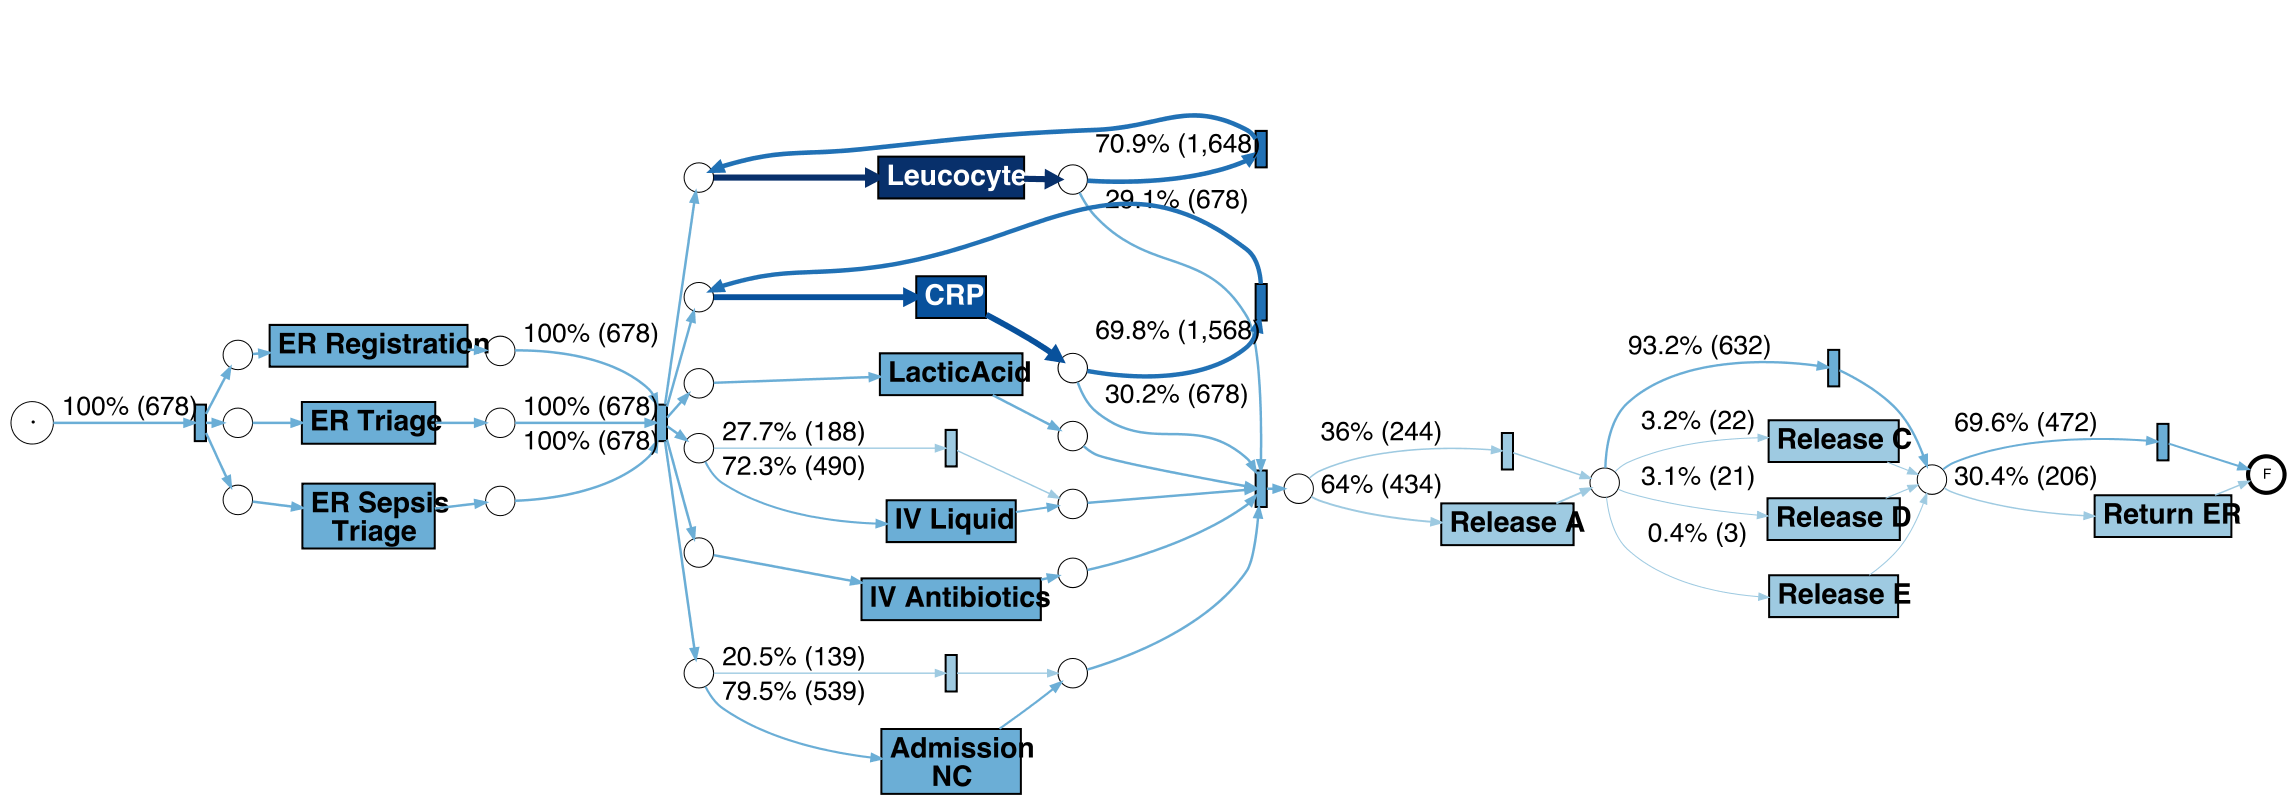 70.9% (1,648)
Leucocyte
29.1% (678)
CRP
69.8% (1,568)
100% (678)
ER Registration
93.2% (632)
LacticAcid
30.2% (678)
100% (678)
100% (678)
ER Triage
100% (678)
27.7% (188)
72.3% (490)
36% (244)
64% (434)
3.2% (22)
Release C
69.6% (472)
3.1% (21)
30.4% (206)
F
ER Sepsis
Triage
IV Liquid
Release A
Release D
Return ER
0.4% (3)
IV Antibiotics
Release E
20.5% (139)
79.5% (539)
Admission
NC